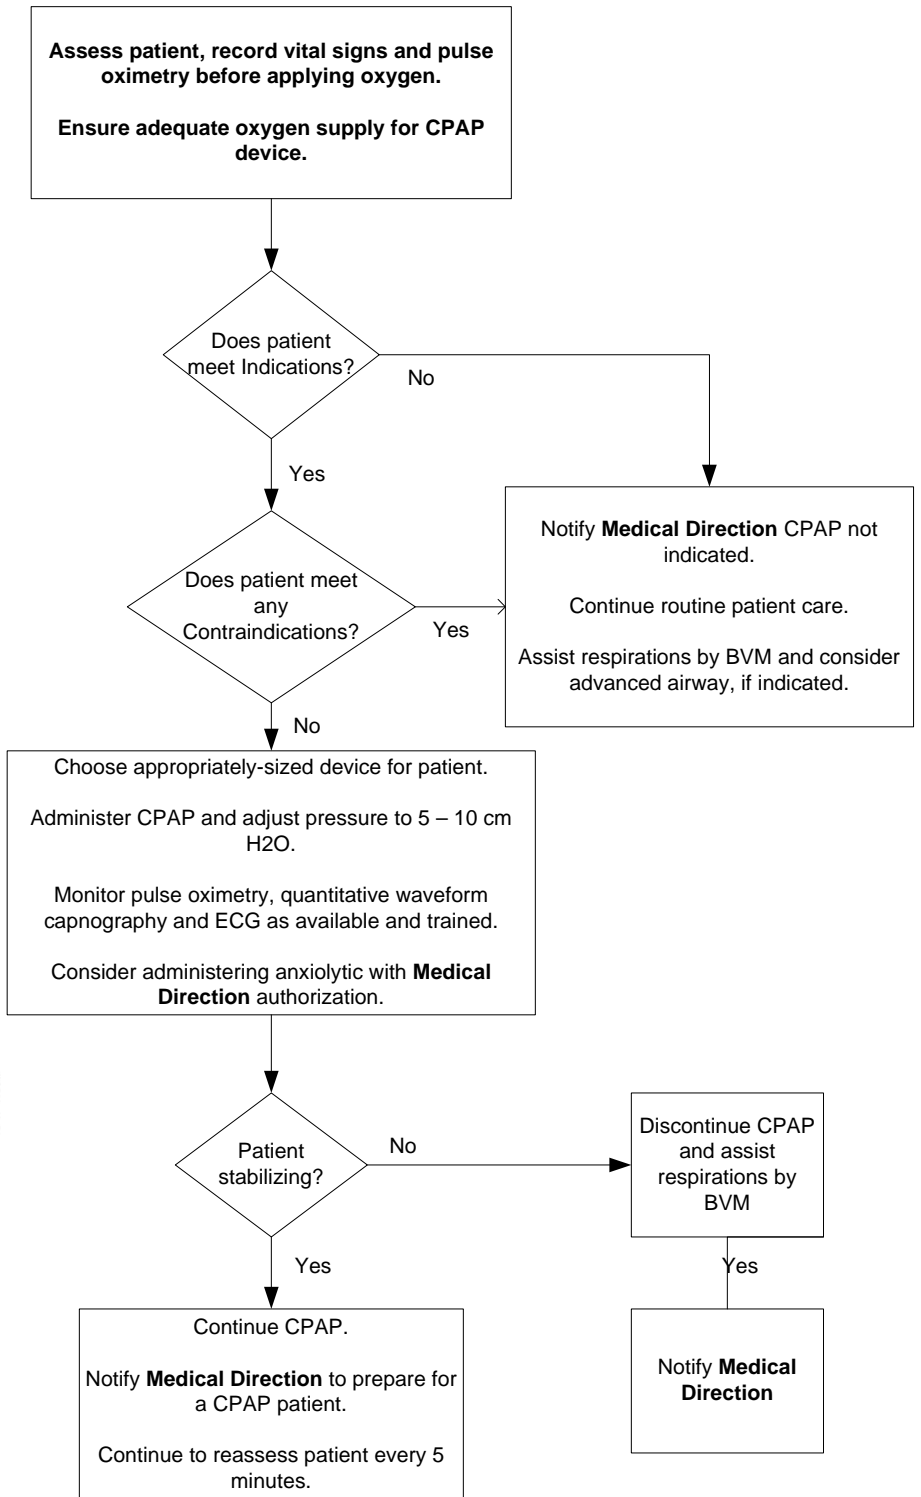 Assess patient, record vital signs and pulse
oximetry before applying oxygen.
Ensure adequate oxygen supply for CPAP
device.
Does patient
meet Indications?
No
Yes
Notify Medical Direction CPAP not
indicated.
Continue routine patient care.
Assist respirations by BVM and consider
advanced airway, if indicated.
Does patient meet
any
Contraindications?
Yes
No
Choose appropriately-sized device for patient.
Administer CPAP and adjust pressure to 5 – 10 cm
H2O.
Monitor pulse oximetry, quantitative waveform
capnography and ECG as available and trained.
Consider administering anxiolytic with Medical
Direction authorization.
Patient
stabilizing?
No
Discontinue CPAP
and assist
respirations by
BVM
Yes
Yes
Continue CPAP.
Notify Medical Direction to prepare for
a CPAP patient.
Continue to reassess patient every 5
minutes.
Notify Medical
Direction